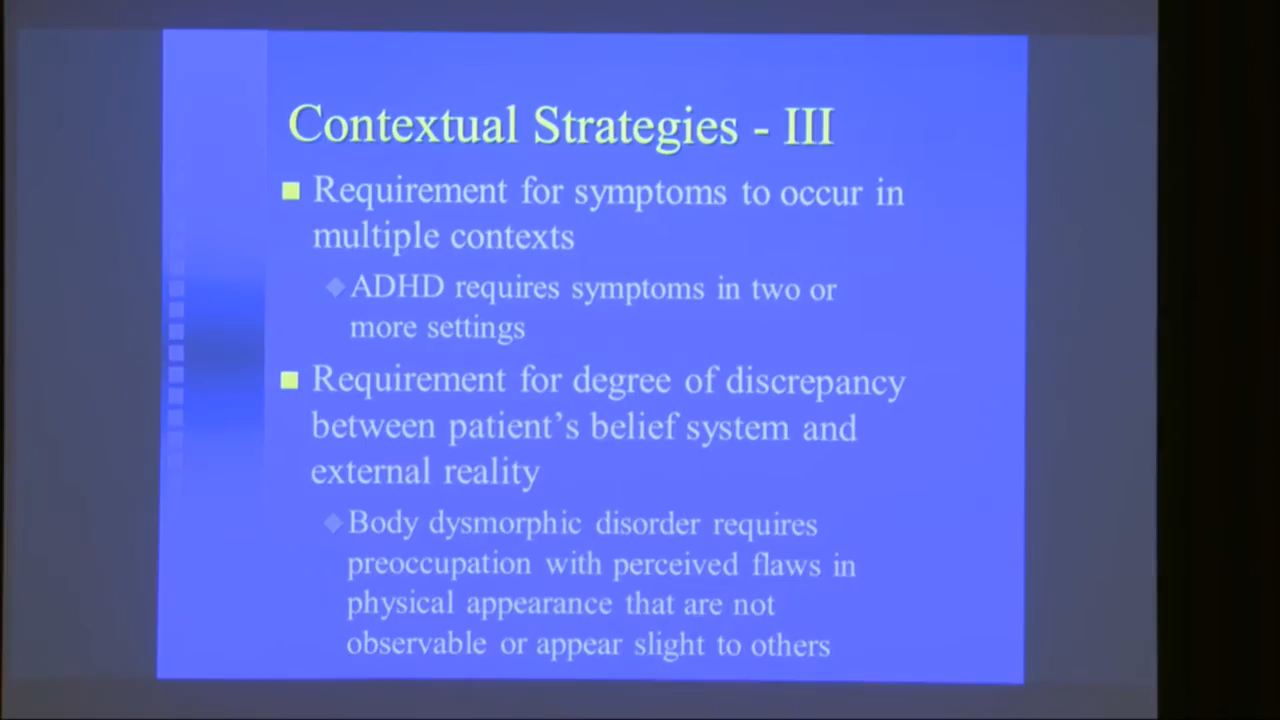 Contextual Strategies - III
Requirement for symptoms to occur in
multiple contexts
ADHD requires symptoms in two or
more settings
Requirement for degree of discrepancy
between patient's belief system and
external reality
Body dysmorphic disorder requires
preoccupation with perceived flaws in
physical appearance that are not
observable or appear slight to others